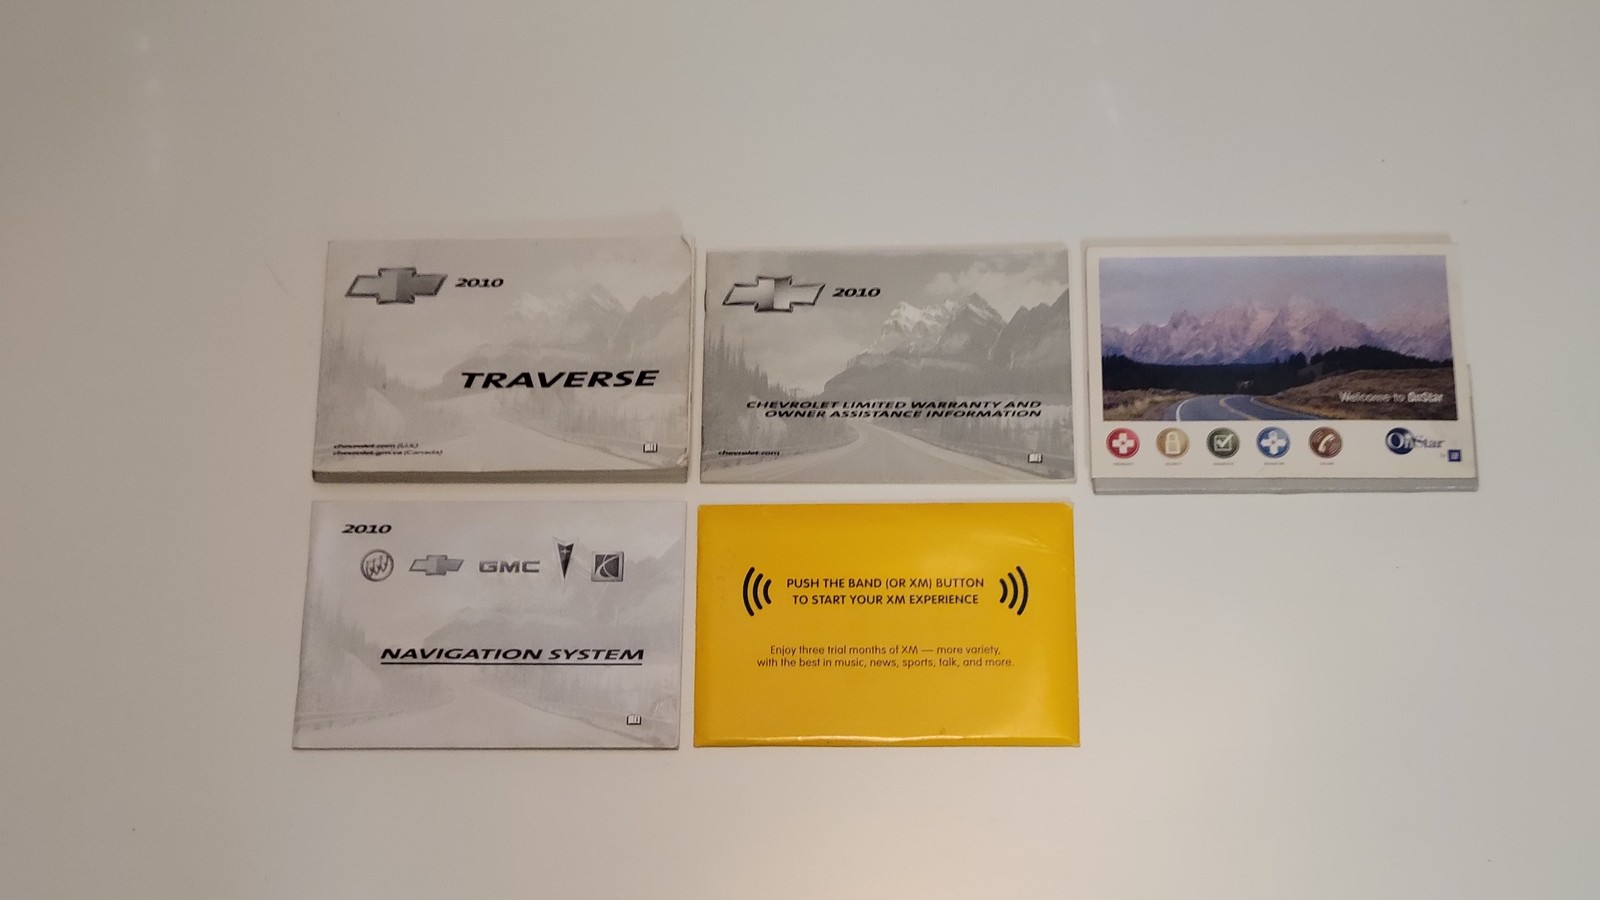 2010
TRAVERSE
chevrolet.com (U.S.)
chevrolet.gm.ca (Canada)
2010
CHEVROLET LIMITED WARRANTY AND
OWNER ASSISTANCE INFORMATION
chevrolet.com
Welcome to OnStar
OnStar
by GM
2010
GMC
NAVIGATION SYSTEM
PUSH THE BAND (OR XM) BUTTON
TO START YOUR XM EXPERIENCE
Enjoy three trial months of XM — more variety,
with the best in music, news, sports, talk, and more.